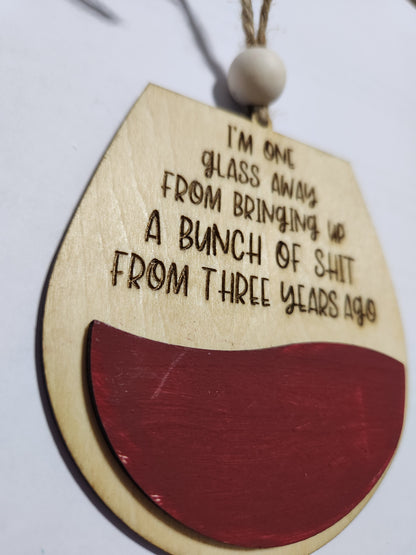 I'M ONE
GLASS AWAY
FROM BRINGING UP
A BUNCH OF SHIT
FROM THREE YEARS AGO